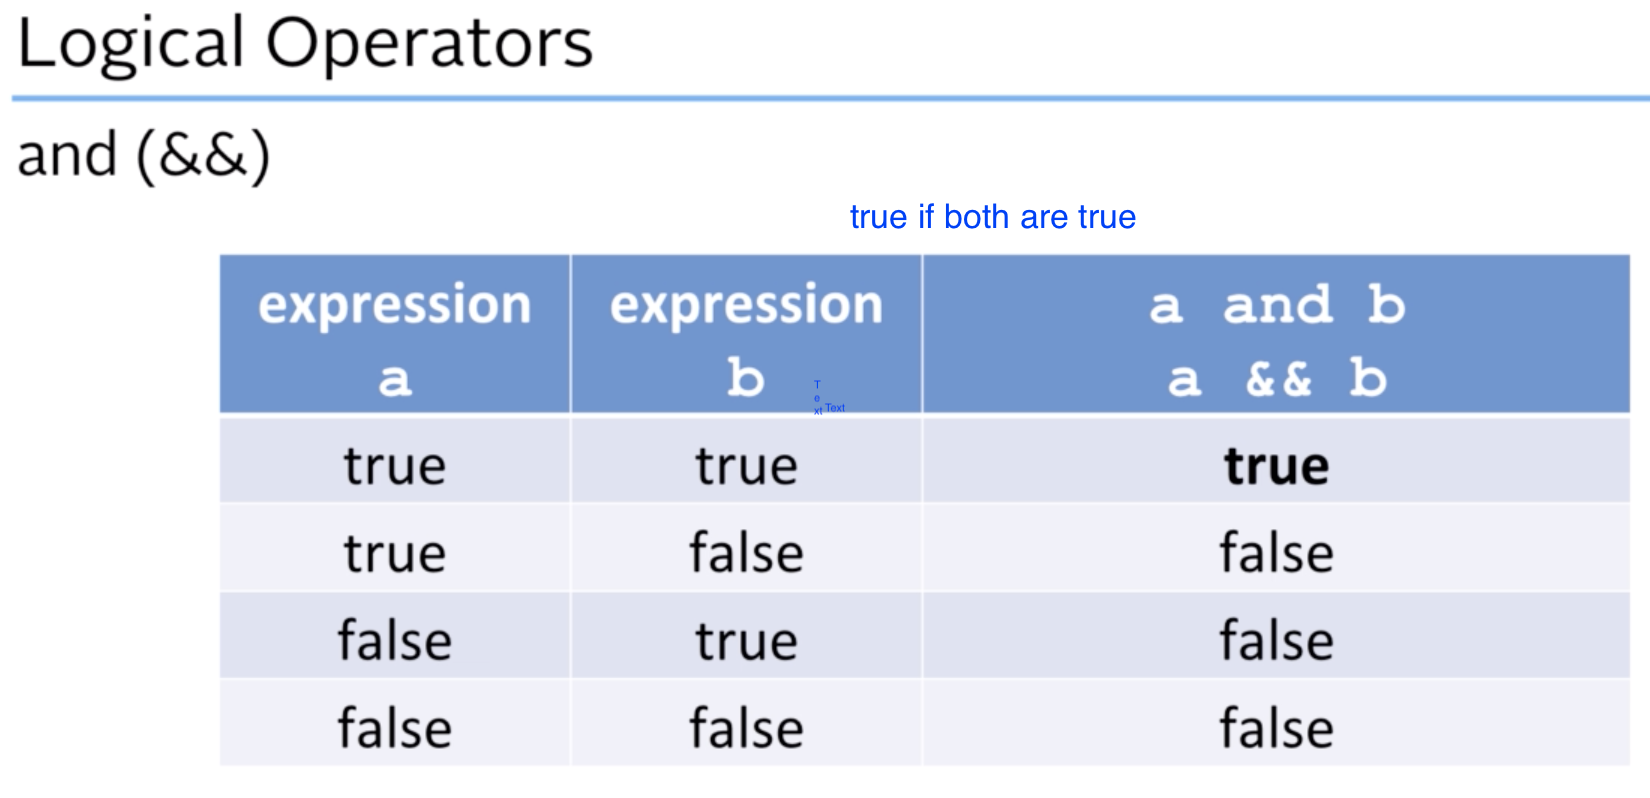 Logical Operators
and (&&)
true if both are true
expression a expression b a and b a && b
T
e
xt Text
true true true
true false false
false true false
false false false